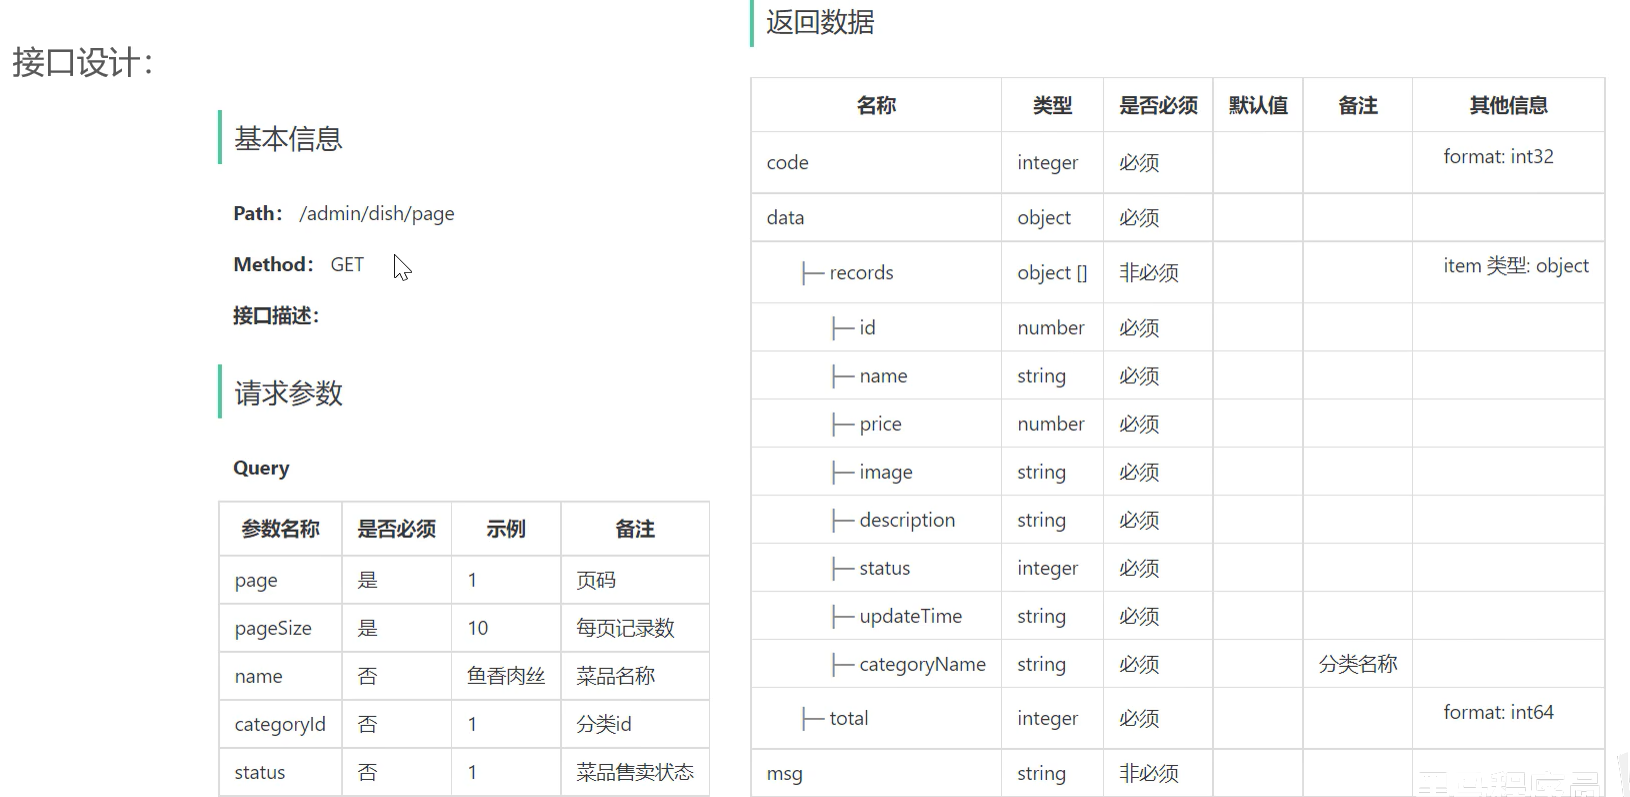 接口设计：
基本信息
Path： /admin/dish/page
Method： GET
接口描述：
请求参数
Query
参数名称 是否必须 示例 备注
page 是 1 页码
pageSize 是 10 每页记录数
name 否 鱼香肉丝 菜品名称
categoryId 否 1 分类id
status 否 1 菜品售卖状态
返回数据
名称 类型 是否必须 默认值 备注 其他信息
code integer 必须 format: int32
data object 必须
├─ records object [] 非必须 item 类型: object
├─ id number 必须
├─ name string 必须
├─ price number 必须
├─ image string 必须
├─ description string 必须
├─ status integer 必须
├─ updateTime string 必须
├─ categoryName string 必须 分类名称
├─ total integer 必须 format: int64
msg string 非必须